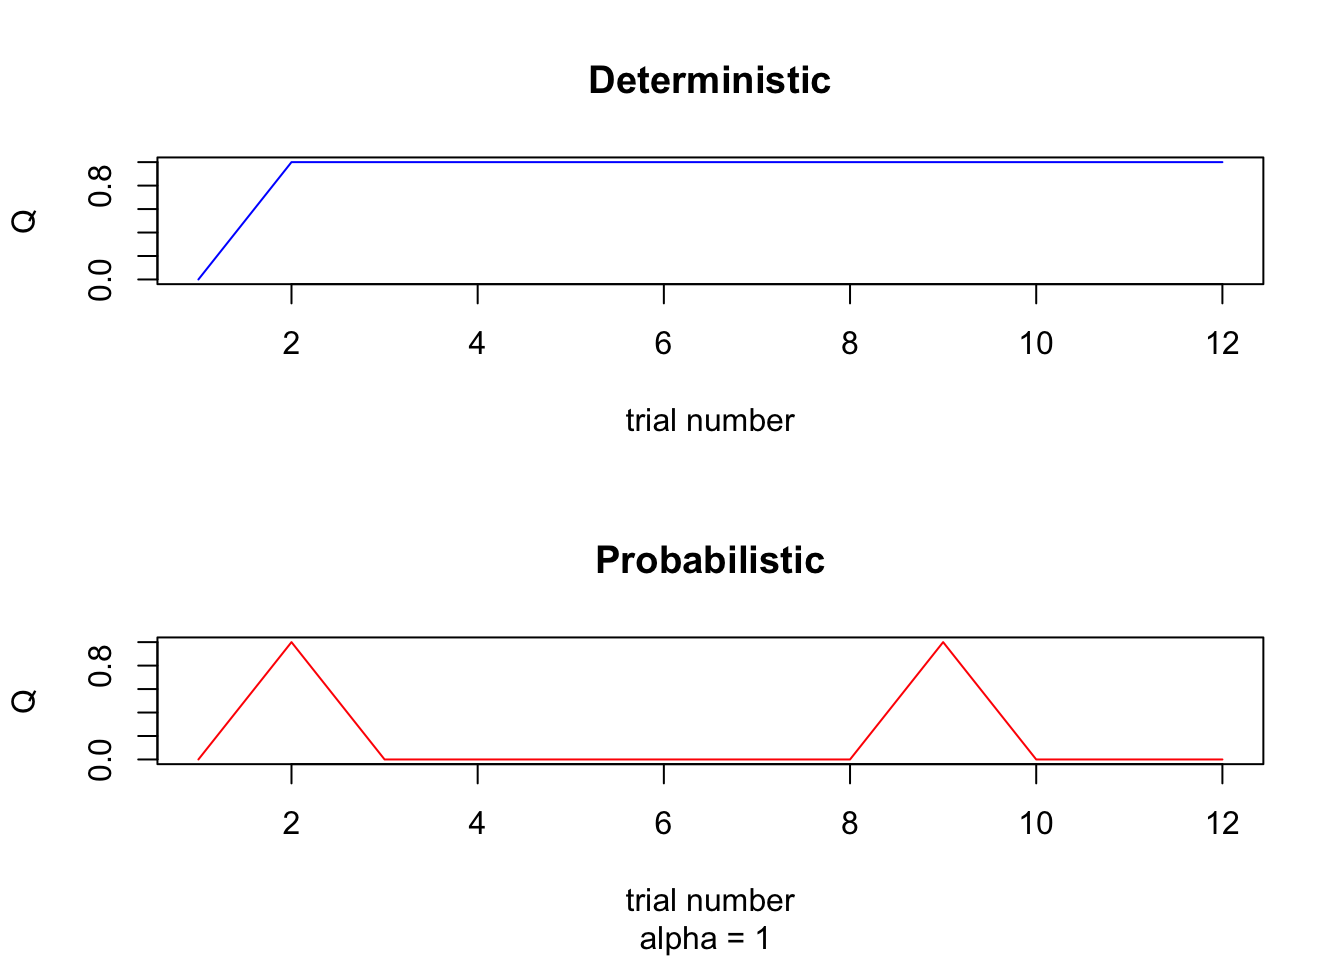 Deterministic
Q
0.8
0.0
2 4 6 8 10 12
trial number
Probabilistic
Q
0.8
0.0
2 4 6 8 10 12
trial number
alpha = 1